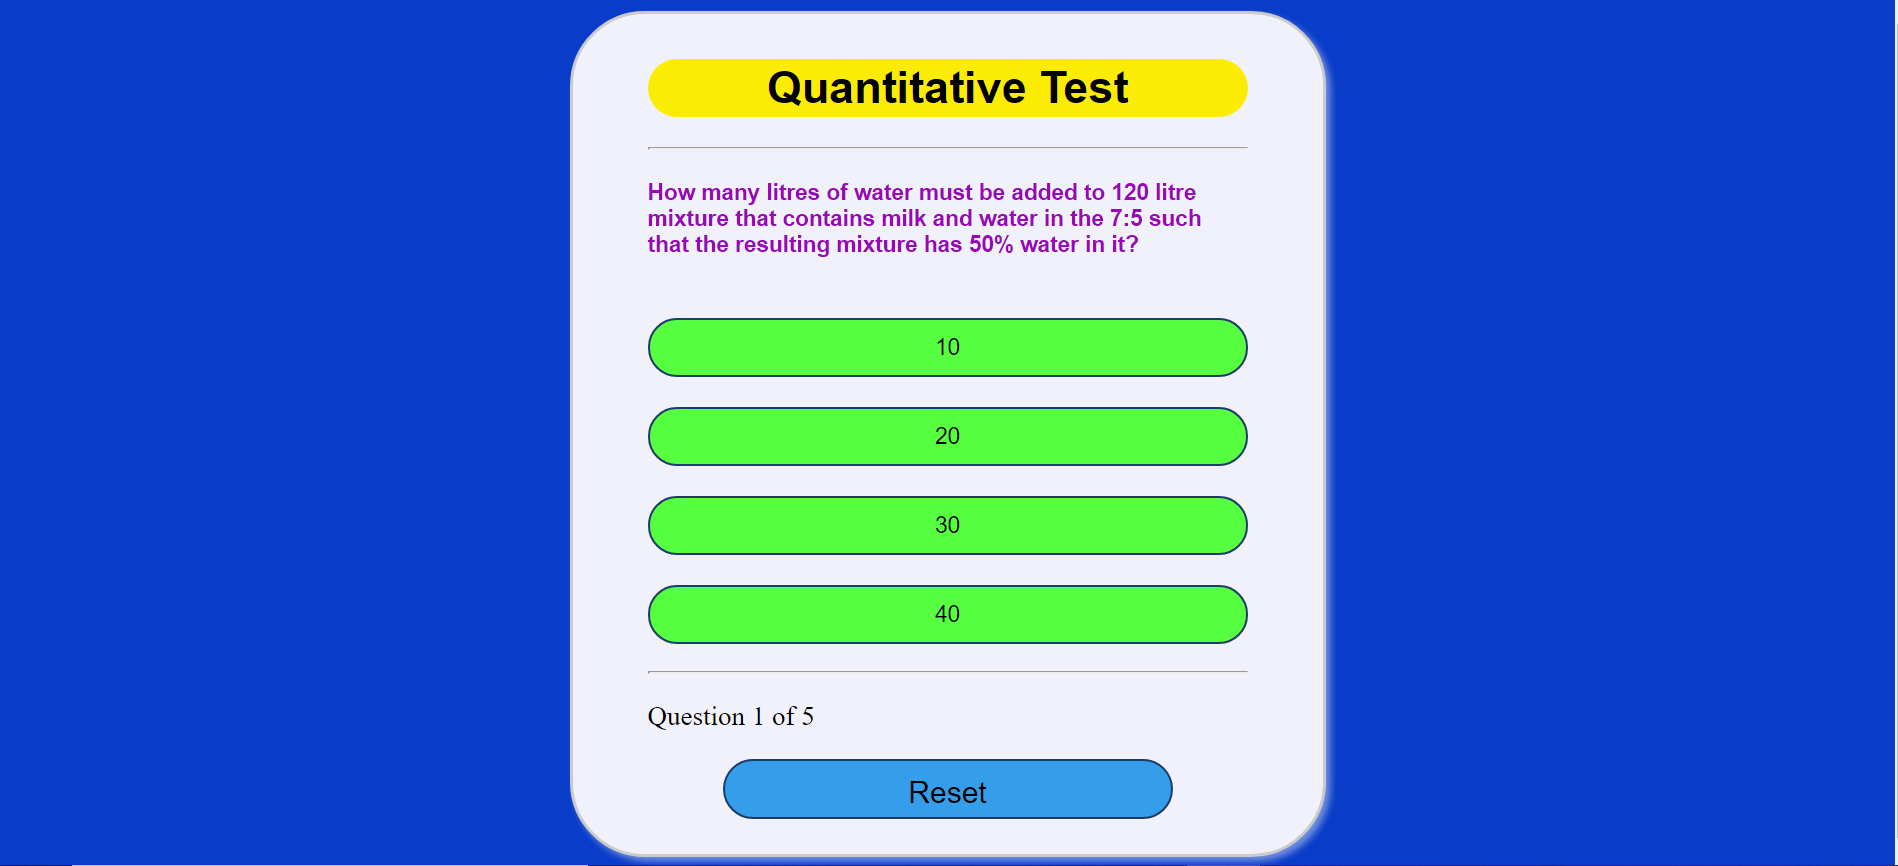 Quantitative Test
How many litres of water must be added to 120 litre
mixture that contains milk and water in the 7:5 such
that the resulting mixture has 50% water in it?
10
20
30
40
Question 1 of 5
Reset